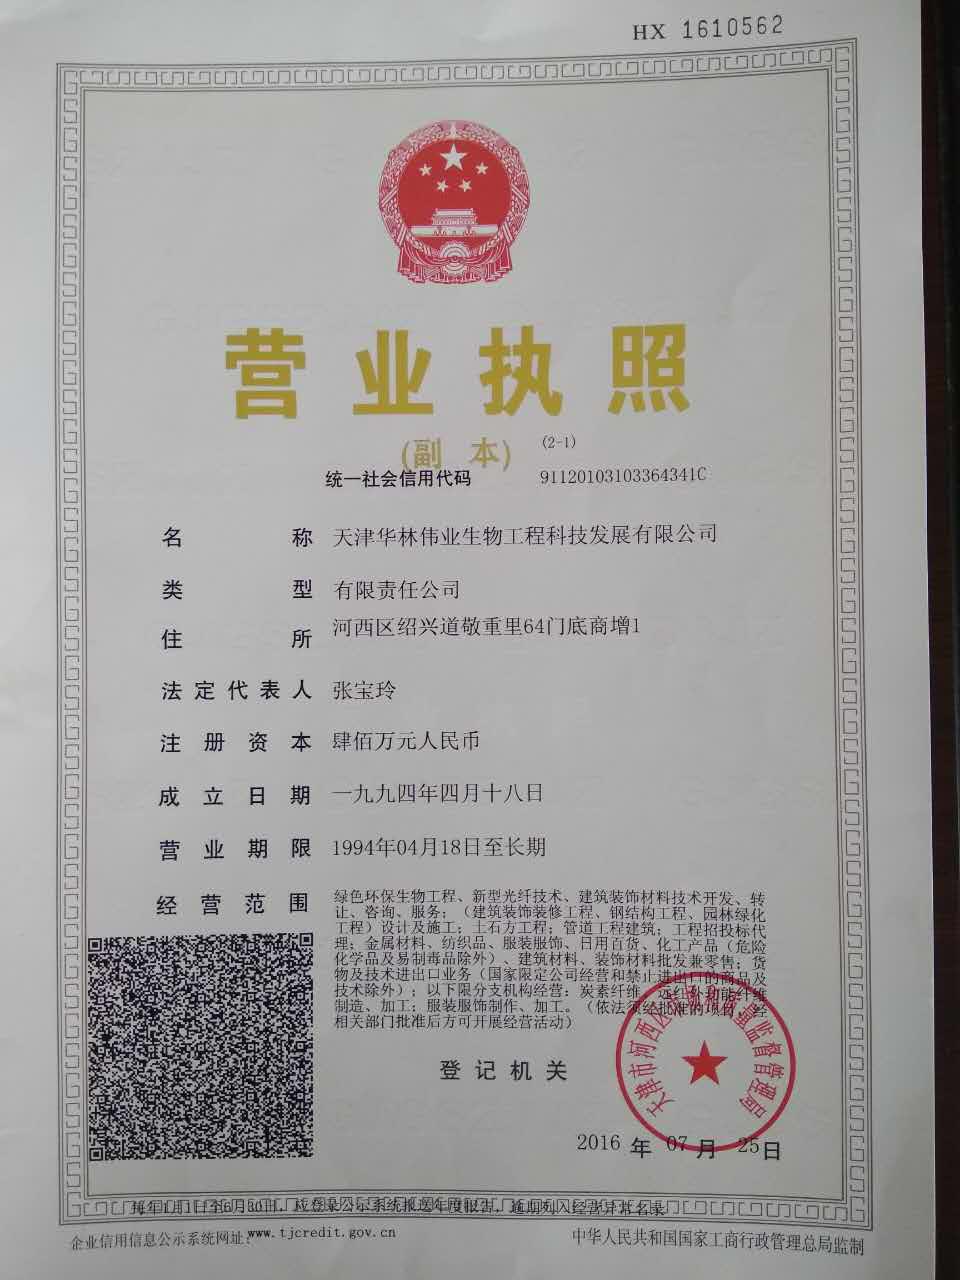 HX 1610562
营业执照
(副本) (2-1)
统一社会信用代码 91120103103364341C
名称 天津华林伟业生物工程科技发展有限公司
类型 有限责任公司
住所 河西区绍兴道敬重里64门底商增1
法定代表人 张宝玲
注册资本 肆佰万元人民币
成立日期 一九九四年四月十八日
营业期限 1994年04月18日至长期
经营范围 绿色环保生物工程、新型光纤技术、建筑装饰材料技术开发、转
让、咨询、服务；（建筑装饰装修工程、钢结构工程、园林绿化
工程）设计及施工；土石方工程；管道工程建筑；工程招投标代
理；金属材料、纺织品、服装服饰、日用百货、化工产品（危险
化学品及易制毒品除外）、建筑材料、装饰材料批发兼零售；货
物及技术进出口业务（国家限定公司经营和禁止进出口的商品及
技术除外）；以下限分支机构经营：炭素纤维、远红外功能纤维
制造、加工；服装服饰制作、加工。（依法须经批准的项目，经
相关部门批准后方可开展经营活动）
登记机关
天津市河西区市场和质量监督管理局
2016年07月25日
每年1月1日至6月30日，应登录公示系统报送年度报告，逾期列入经营异常名录
企业信用信息公示系统网址：www.tjcredit.gov.cn
中华人民共和国国家工商行政管理总局监制